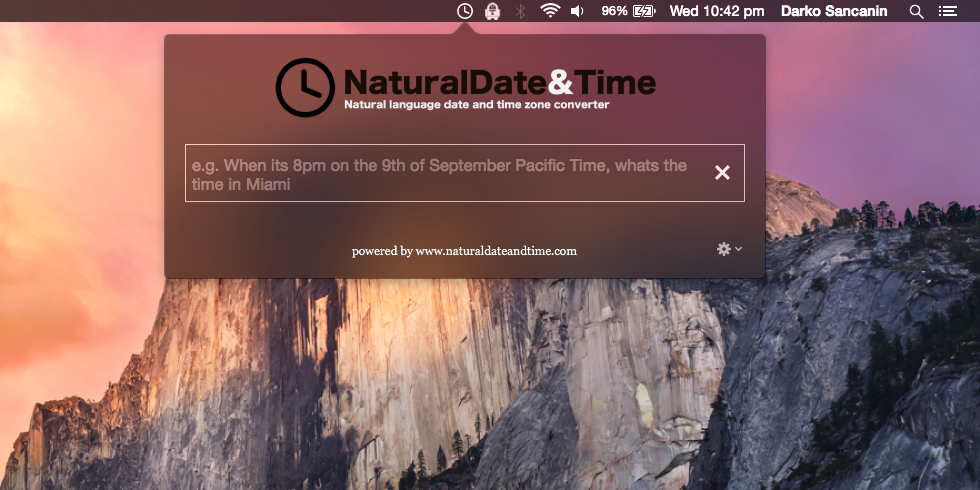 96% Wed 10:42 pm Darko Sancanin
NaturalDate&Time
Natural language date and time zone converter
e.g. When its 8pm on the 9th of September Pacific Time, whats the
time in Miami
powered by www.naturaldateandtime.com